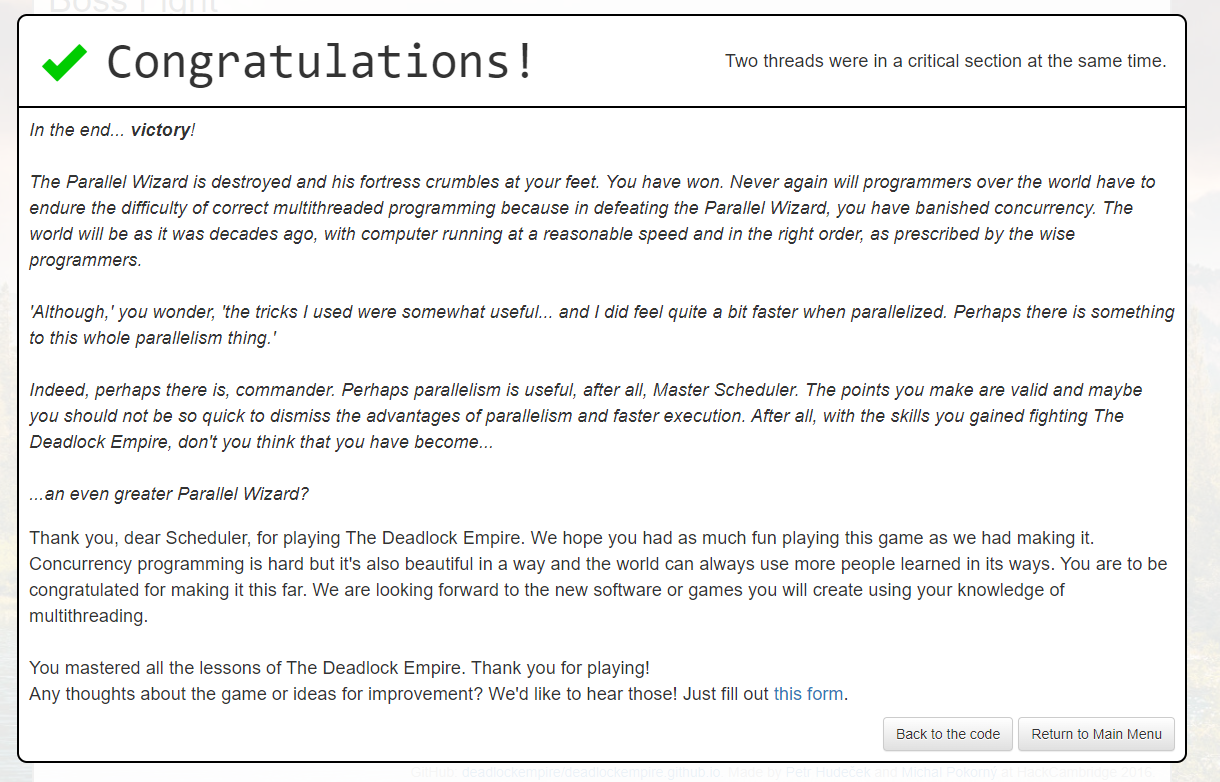 Boss Fight
Congratulations!
Two threads were in a critical section at the same time.
In the end... victory!
The Parallel Wizard is destroyed and his fortress crumbles at your feet. You have won. Never again will programmers over the world have to
endure the difficulty of correct multithreaded programming because in defeating the Parallel Wizard, you have banished concurrency. The
world will be as it was decades ago, with computer running at a reasonable speed and in the right order, as prescribed by the wise
programmers.
'Although,' you wonder, 'the tricks I used were somewhat useful... and I did feel quite a bit faster when parallelized. Perhaps there is something
to this whole parallelism thing.'
Indeed, perhaps there is, commander. Perhaps parallelism is useful, after all, Master Scheduler. The points you make are valid and maybe
you should not be so quick to dismiss the advantages of parallelism and faster execution. After all, with the skills you gained fighting The
Deadlock Empire, don't you think that you have become...
...an even greater Parallel Wizard?
Thank you, dear Scheduler, for playing The Deadlock Empire. We hope you had as much fun playing this game as we had making it.
Concurrency programming is hard but it's also beautiful in a way and the world can always use more people learned in its ways. You are to be
congratulated for making it this far. We are looking forward to the new software or games you will create using your knowledge of
multithreading.
You mastered all the lessons of The Deadlock Empire. Thank you for playing!
Any thoughts about the game or ideas for improvement? We'd like to hear those! Just fill out this form.
Back to the code
Return to Main Menu
GitHub: deadlockempire/deadlockempire.github.io. Made by Petr Hudeček and Michal Pokorný at HackCambridge 2016.